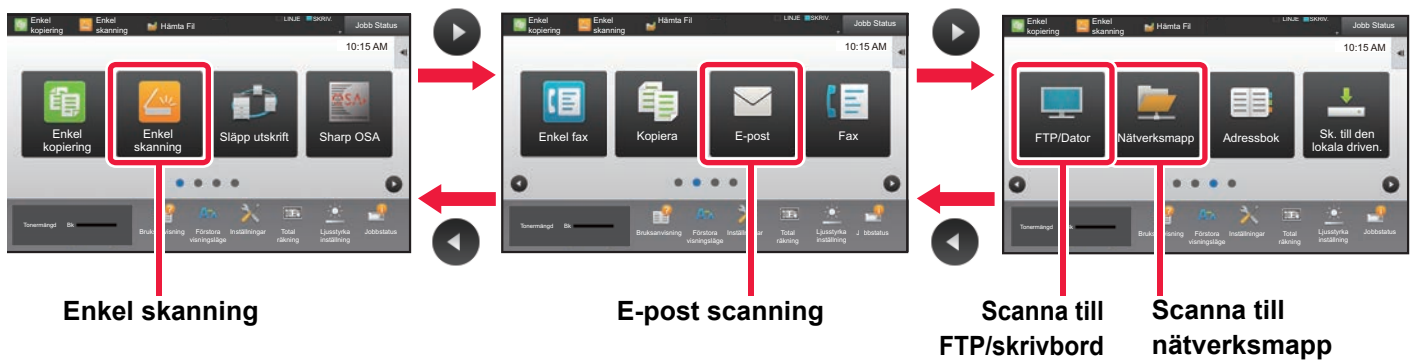 Enkel
kopiering
Enkel
skanning
Hämta Fil
LINJE
SKRIV.
Jobb Status
10:15 AM
Enkel
kopiering
Enkel
skanning
Släpp utskrift
Sharp OSA
Tonermängd
Bk
Förstora
visningsläge
Inställningar
Total
räkning
Ljusstyrka
inställning
Jobbstatus
Enkel skanning
Enkel
kopiering
Enkel
skanning
Hämta Fil
LINJE
SKRIV.
Jobb Status
10:15 AM
Enkel fax
Kopiera
E-post
Fax
Tonermängd
Bk
Bruksanvisning
Förstora
visningsläge
Total
räkning
Ljusstyrka
inställning
E-post scanning
Enkel
kopiering
Enkel
skanning
Hämta Fil
LINJE
SKRIV.
Jobb Status
10:15 AM
FTP/Dator
Nätverksmapp
Adressbok
Sk. till den
lokala driven.
Tonermängd
Förstora
visningsläge
Inställningar
Total
räkning
Ljusstyrka
inställning
Jobbstatus
Scanna till
FTP/skrivbord
Scanna till
nätverksmapp